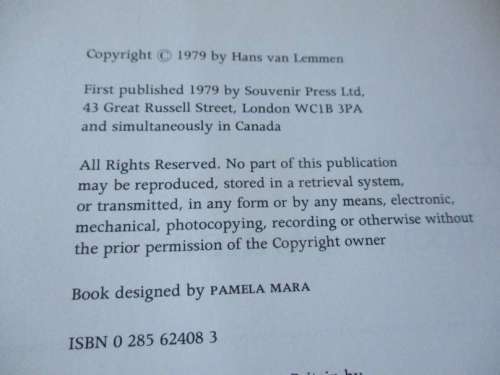 Copyright © 1979 by Hans van Lemmen
First published 1979 by Souvenir Press Ltd,
43 Great Russell Street, London WC1B 3PA
and simultaneously in Canada
All Rights Reserved. No part of this publication
may be reproduced, stored in a retrieval system,
or transmitted, in any form or by any means, electronic,
mechanical, photocopying, recording or otherwise without
the prior permission of the Copyright owner
Book designed by PAMELA MARA
ISBN 0 285 62408 3